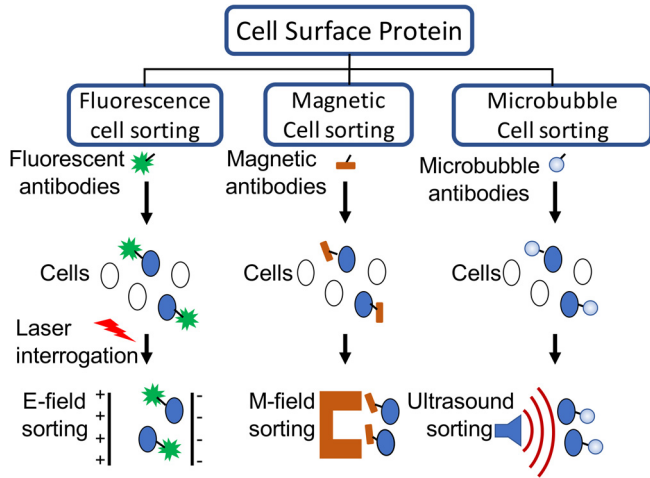 Cell Surface Protein
Fluorescence
cell sorting
Magnetic
Cell sorting
Microbubble
Cell sorting
Fluorescent
antibodies
Magnetic
antibodies
Microbubble
antibodies
Cells
Cells
Cells
Laser
interrogation
E-field
sorting
+
+
+
+
-
-
-
-
M-field
sorting
Ultrasound
sorting